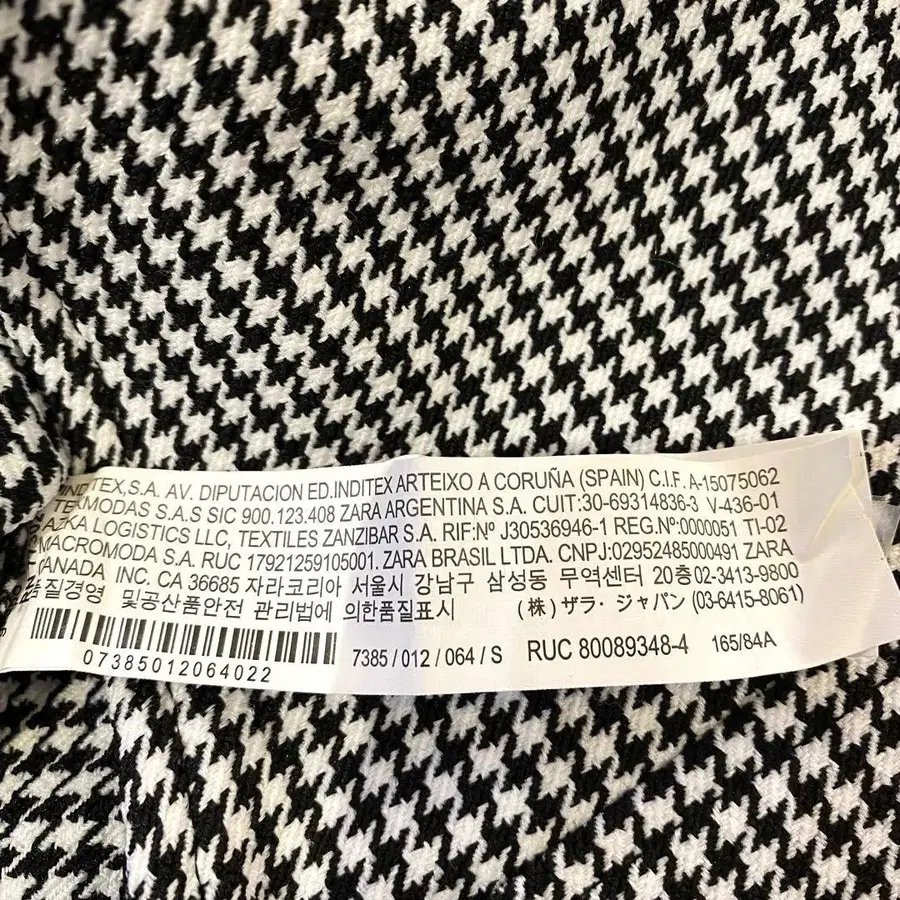 INDITEX,S.A. AV. DIPUTACION ED.INDITEX ARTEIXO A CORUÑA (SPAIN) C.I.F. A-15075062
TEXMODAS S.A.S SIC 900.123.408 ZARA ARGENTINA S.A. CUIT:30-69314836-3 V-436-01
AZKA LOGISTICS LLC, TEXTILES ZANZIBAR S.A. RIF:Nº J30536946-1 REG.Nº:0000051 TI-02
MACROMODA S.A. RUC 17921259105001. ZARA BRASIL LTDA. CNPJ:02952485000491 ZARA
CANADA INC. CA 36685 자라코리아 서울시 강남구 삼성동 무역센터 20층 02-3413-9800
품질경영 및공산품안전 관리법에 의한품질표시 (株) ザラ・ジャパン (03-6415-8061)
07385012064022 7385 / 012 / 064 / S RUC 80089348-4 165/84A